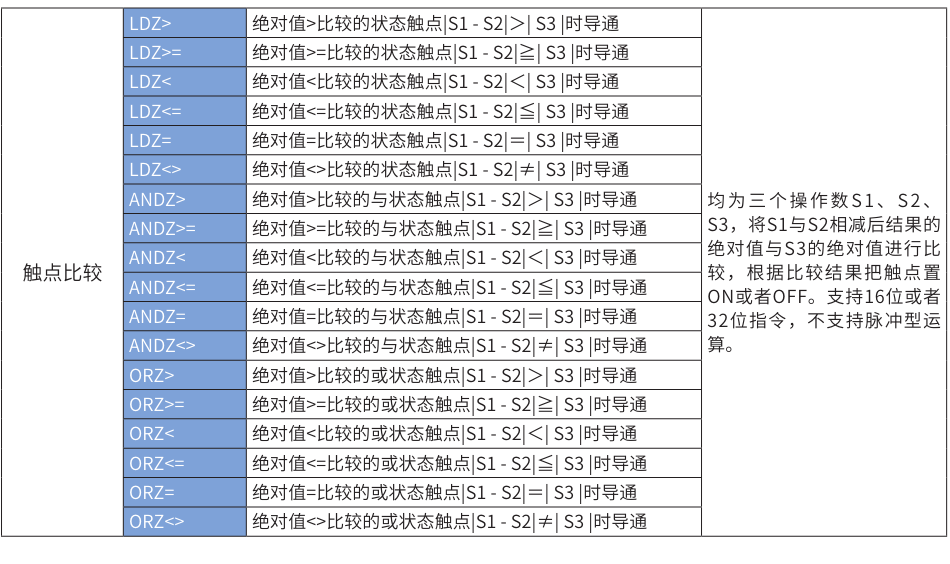 触点比较
LDZ> 绝对值>比较的状态触点|S1 - S2|＞| S3 |时导通
LDZ>= 绝对值>=比较的状态触点|S1 - S2|≧| S3 |时导通
LDZ< 绝对值<比较的状态触点|S1 - S2|＜| S3 |时导通
LDZ<= 绝对值<=比较的状态触点|S1 - S2|≦| S3 |时导通
LDZ= 绝对值=比较的状态触点|S1 - S2|＝| S3 |时导通
LDZ<> 绝对值<>比较的状态触点|S1 - S2|≠| S3 |时导通
ANDZ> 绝对值>比较的与状态触点|S1 - S2|＞| S3 |时导通
ANDZ>= 绝对值>=比较的与状态触点|S1 - S2|≧| S3 |时导通
ANDZ< 绝对值<比较的与状态触点|S1 - S2|＜| S3 |时导通
ANDZ<= 绝对值<=比较的与状态触点|S1 - S2|≦| S3 |时导通
ANDZ= 绝对值=比较的与状态触点|S1 - S2|＝| S3 |时导通
ANDZ<> 绝对值<>比较的与状态触点|S1 - S2|≠| S3 |时导通
ORZ> 绝对值>比较的或状态触点|S1 - S2|＞| S3 |时导通
ORZ>= 绝对值>=比较的或状态触点|S1 - S2|≧| S3 |时导通
ORZ< 绝对值<比较的或状态触点|S1 - S2|＜| S3 |时导通
ORZ<= 绝对值<=比较的或状态触点|S1 - S2|≦| S3 |时导通
ORZ= 绝对值=比较的或状态触点|S1 - S2|＝| S3 |时导通
ORZ<> 绝对值<>比较的或状态触点|S1 - S2|≠| S3 |时导通
均为三个操作数S1、S2、
S3，将S1与S2相减后结果的
绝对值与S3的绝对值进行比
较，根据比较结果把触点置
ON或者OFF。支持16位或者
32位指令，不支持脉冲型运
算。